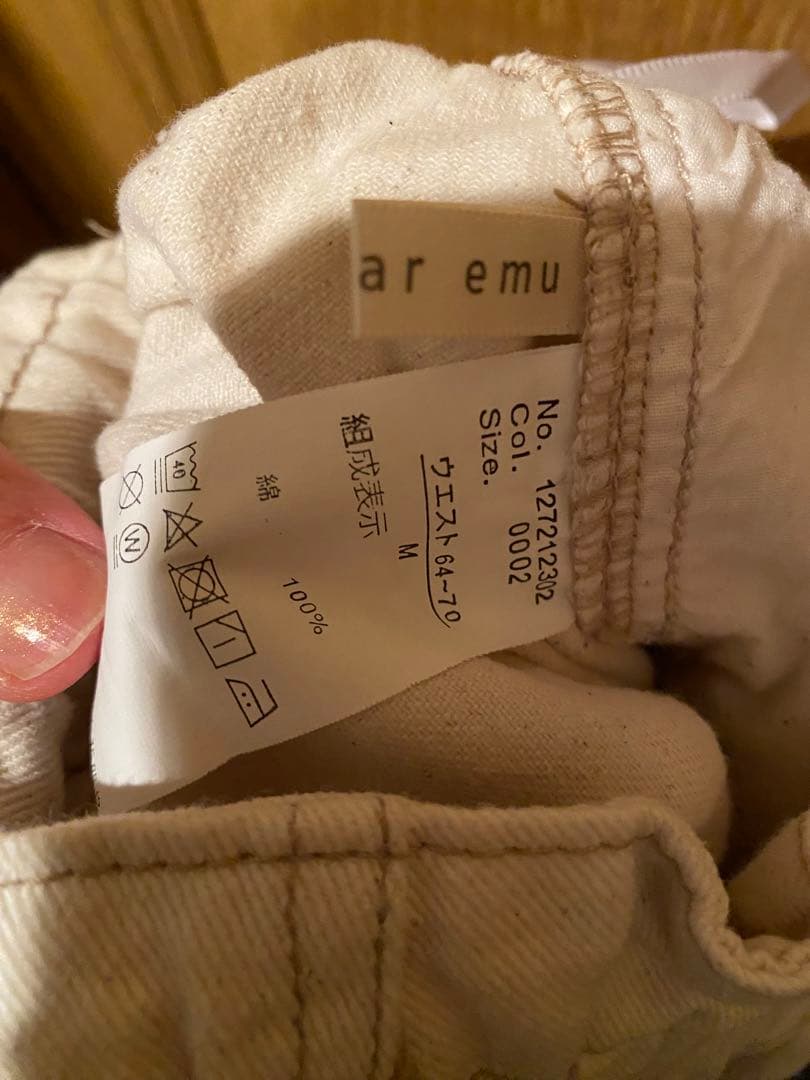 ar emu
No. 127212302
Col. 0002
Size.
ウエスト64~70
M
組成表示
綿 100%
40
W